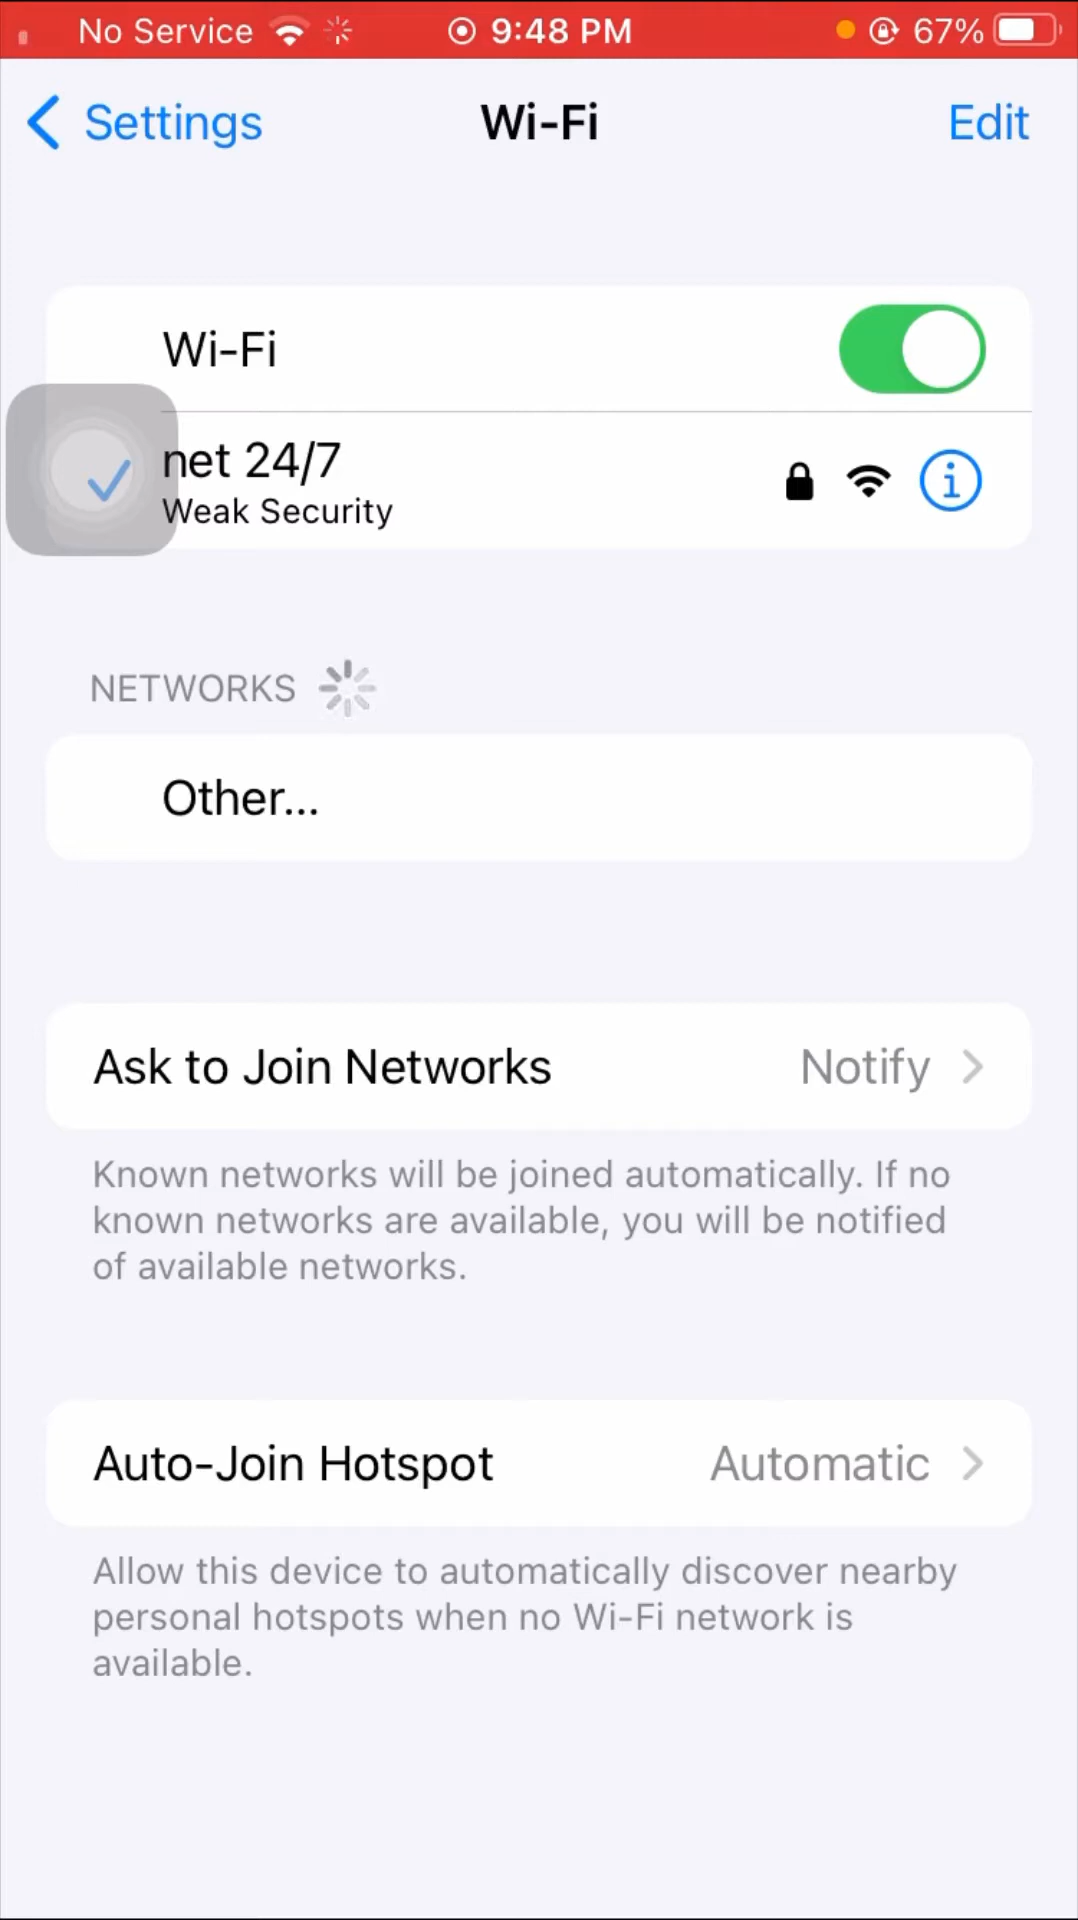 No Service 9:48 PM 67%
Settings Wi-Fi Edit
Wi-Fi
net 24/7
Weak Security
NETWORKS
Other...
Ask to Join Networks Notify
Known networks will be joined automatically. If no
known networks are available, you will be notified
of available networks.
Auto-Join Hotspot Automatic
Allow this device to automatically discover nearby
personal hotspots when no Wi-Fi network is
available.